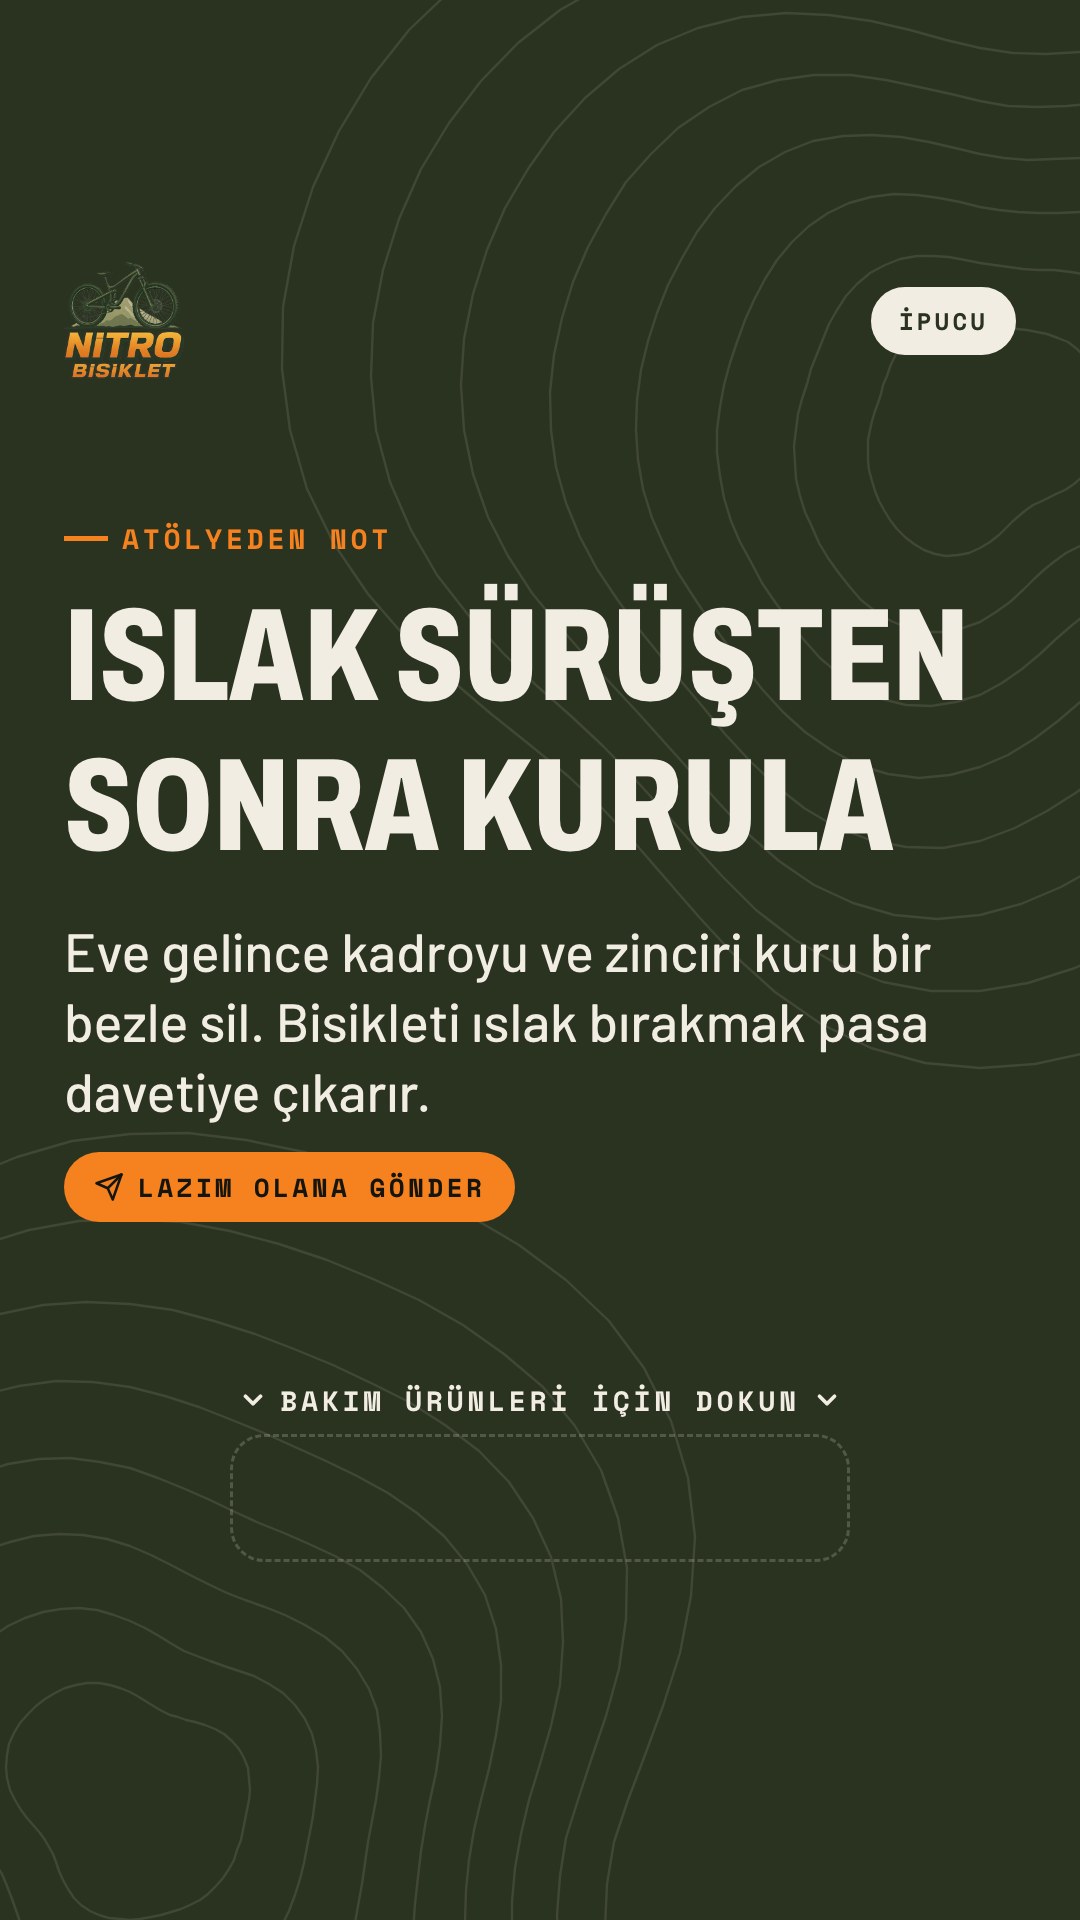 NiTRO
BiSiKLET
İPUCU
ATÖLYEDEN NOT
ISLAK SÜRÜŞTEN
SONRA KURULA
Eve gelince kadroyu ve zinciri kuru bir
bezle sil. Bisikleti ıslak bırakmak pasa
davetiye çıkarır.
LAZIM OLANA GÖNDER
BAKIM ÜRÜNLERİ İÇİN DOKUN